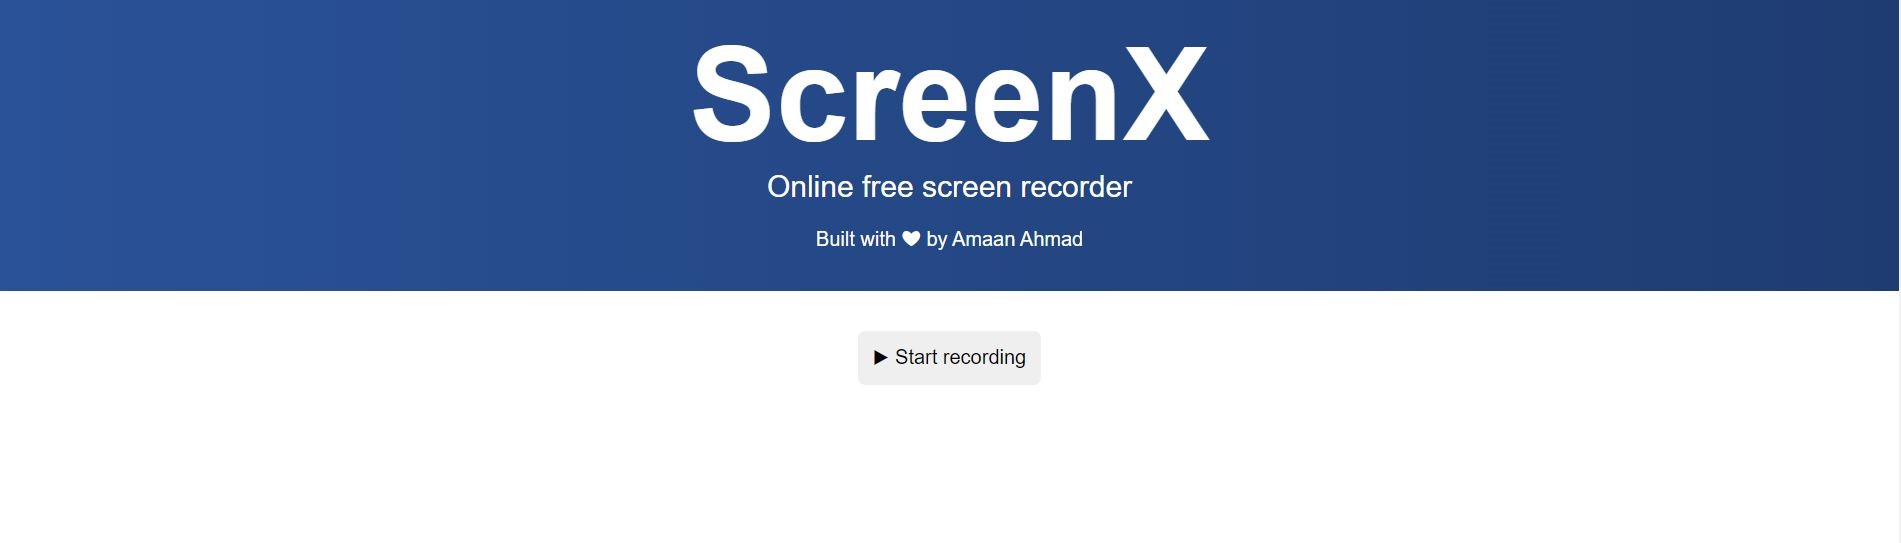 ScreenX
Online free screen recorder
Built with ♥ by Amaan Ahmad
▶ Start recording